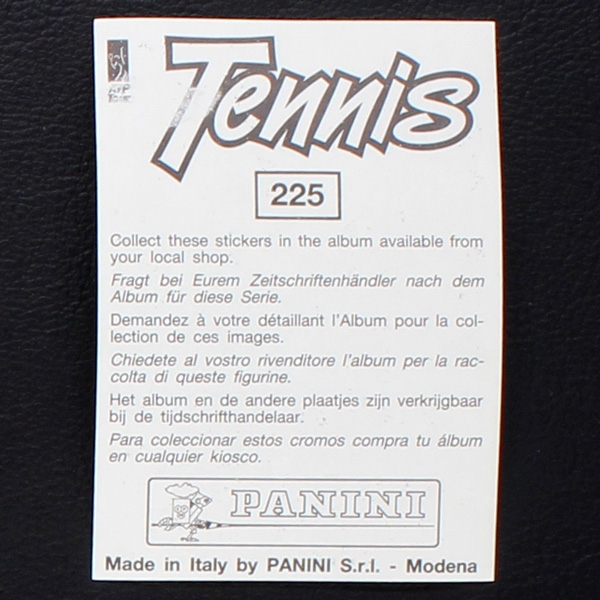 ATP
Tour
Tennis
225
Collect these stickers in the album available from
your local shop.
Fragt bei Eurem Zeitschriftenhändler nach dem
Album für diese Serie.
Demandez à votre détaillant l'Album pour la col-
lection de ces images.
Chiedete al vostro rivenditore l'album per la rac-
colta di queste figurine.
Het album en de andere plaatjes zijn verkrijgbaar
bij de tijdschrifthandelaar.
Para coleccionar estos cromos compra tu álbum
en cualquier kiosco.
PANINI
Made in Italy by PANINI S.r.l. - Modena